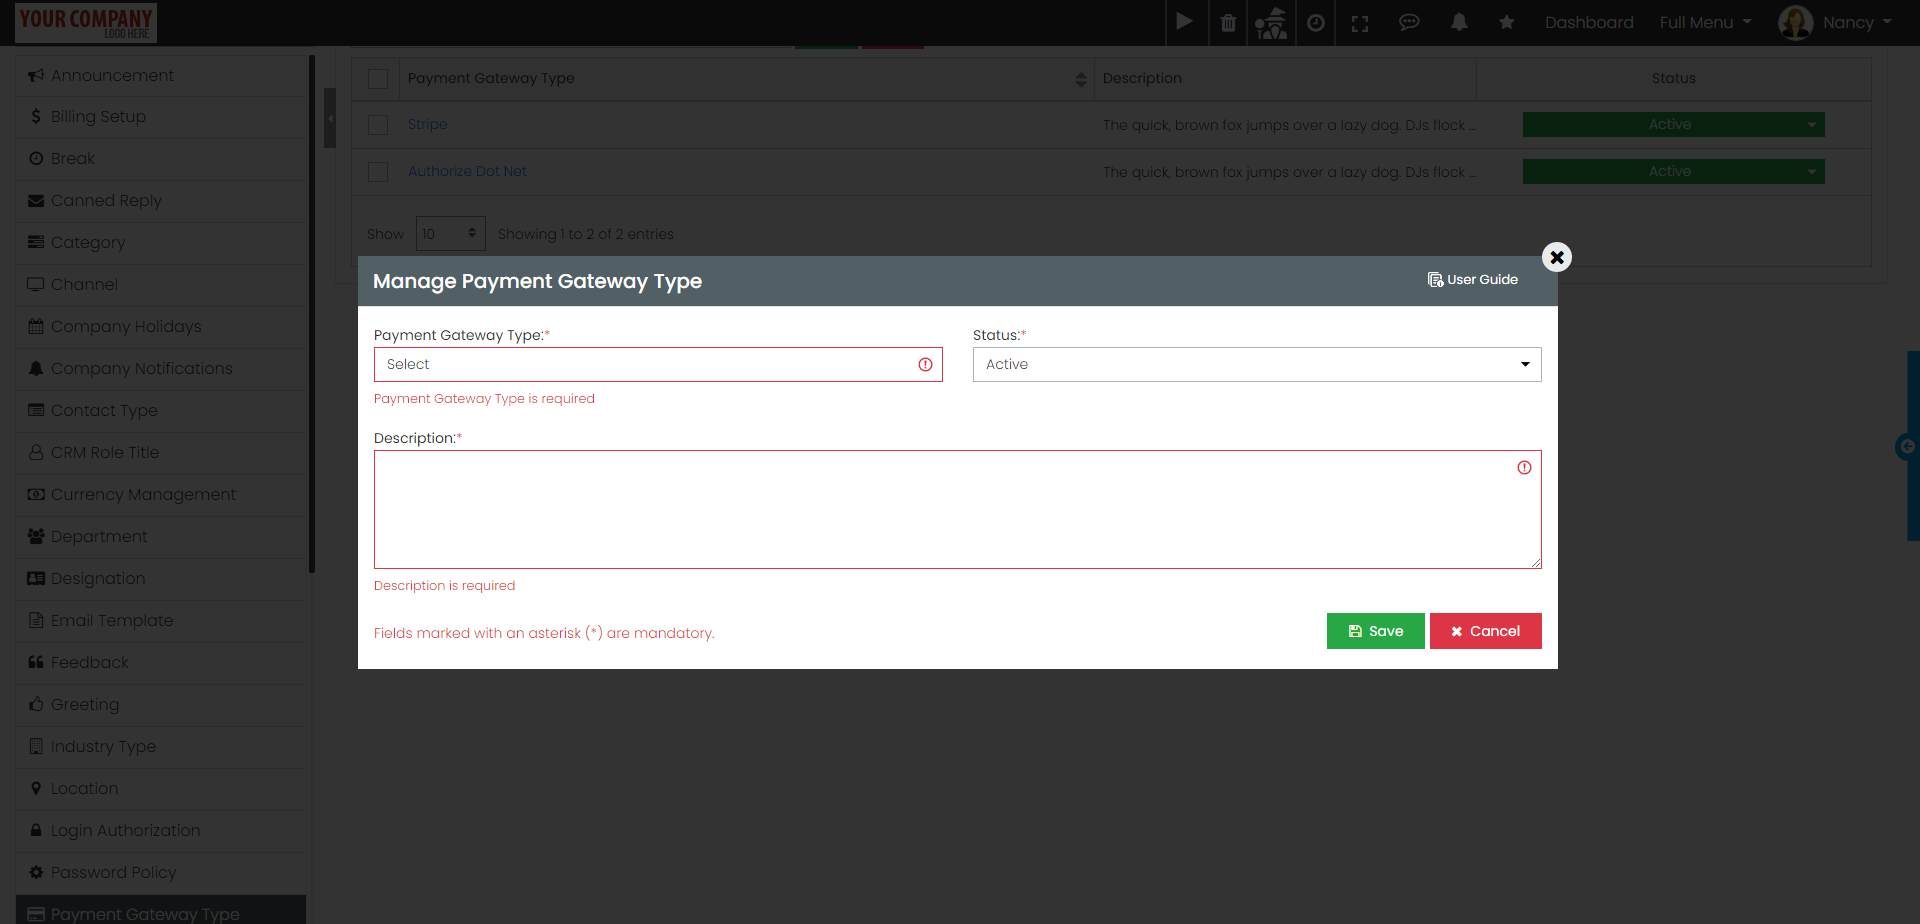 YOUR COMPANY
LOGO HERE
Dashboard
Full Menu
Nancy
Announcement
Billing Setup
Break
Canned Reply
Category
Channel
Company Holidays
Company Notifications
Contact Type
CRM Role Title
Currency Management
Department
Designation
Email Template
Feedback
Greeting
Industry Type
Location
Login Authorization
Password Policy
Payment Gateway Type
Payment Gateway Type Description Status
Stripe The quick, brown fox jumps over a lazy dog. DJs flock ... Active
Authorize Dot Net The quick, brown fox jumps over a lazy dog. DJs flock ... Active
Show 10 Showing 1 to 2 of 2 entries
Manage Payment Gateway Type
User Guide
Payment Gateway Type:* Status:*
Select Active
Payment Gateway Type is required
Description:*
Description is required
Fields marked with an asterisk (*) are mandatory.
Save Cancel